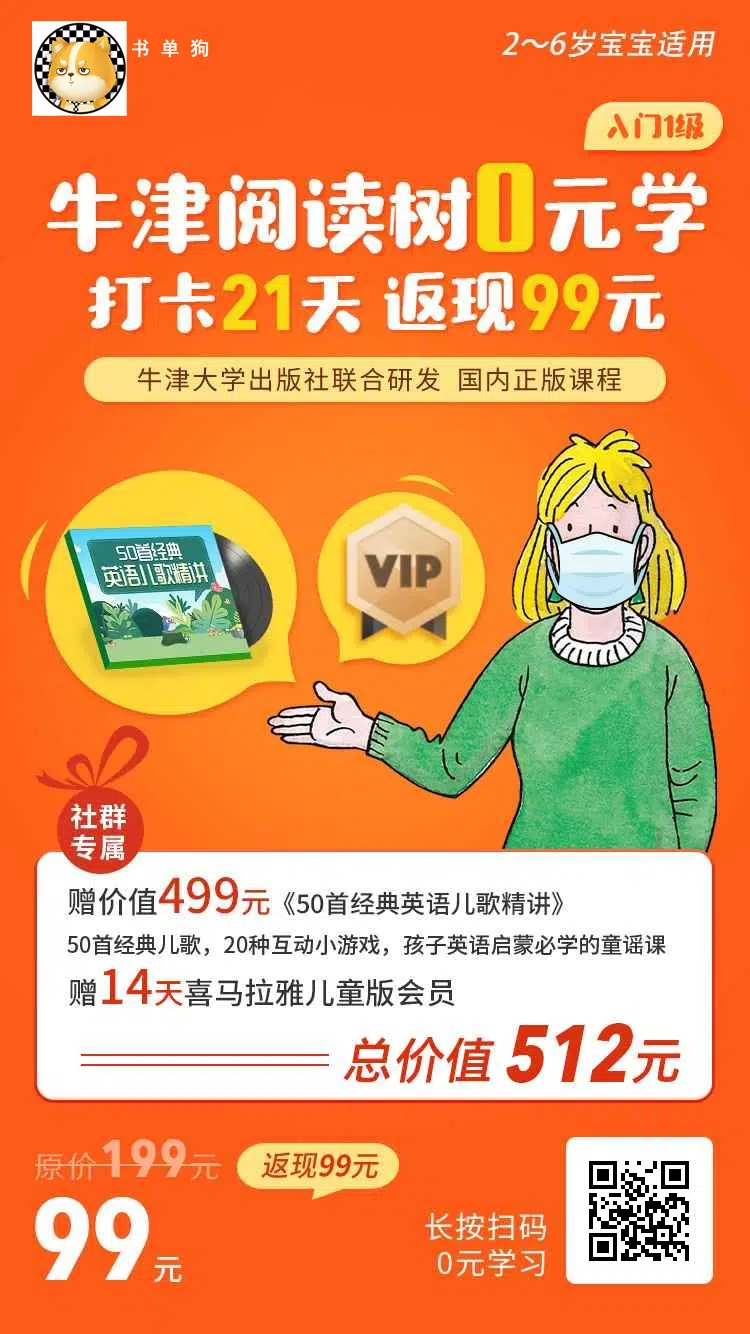 书单狗
2～6岁宝宝适用
入门1级
牛津阅读树0元学
打卡21天 返现99元
牛津大学出版社联合研发 国内正版课程
50首经典
英语儿歌精讲
VIP
社群
专属
赠价值499元《50首经典英语儿歌精讲》
50首经典儿歌，20种互动小游戏，孩子英语启蒙必学的童谣课
赠14天喜马拉雅儿童版会员
总价值 512元
原价199元
返现99元
99元
长按扫码
0元学习